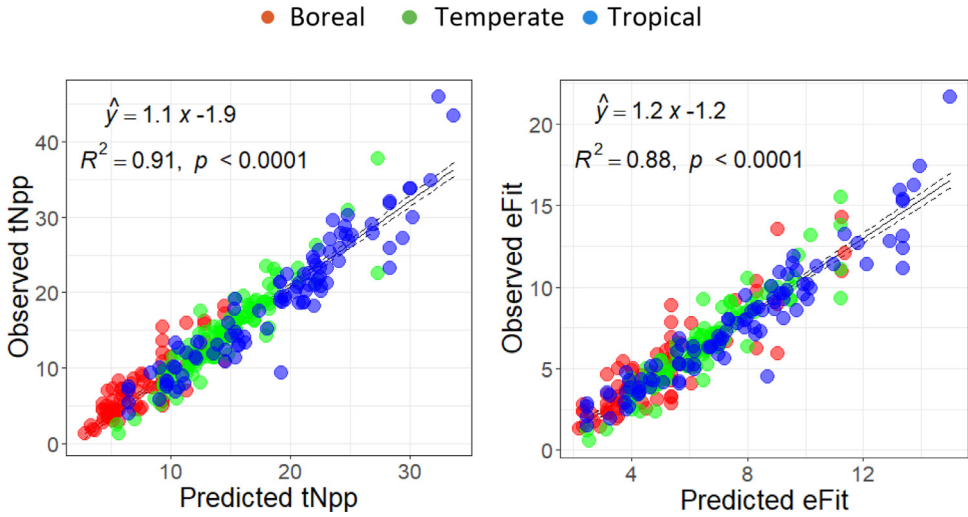 Boreal Temperate Tropical
ŷ = 1.1 x -1.9
R² = 0.91, p < 0.0001
Observed tNpp
40
30
20
10
0
10 20 30
Predicted tNpp
ŷ = 1.2 x -1.2
R² = 0.88, p < 0.0001
Observed eFit
20
15
10
5
0
4 8 12
Predicted eFit